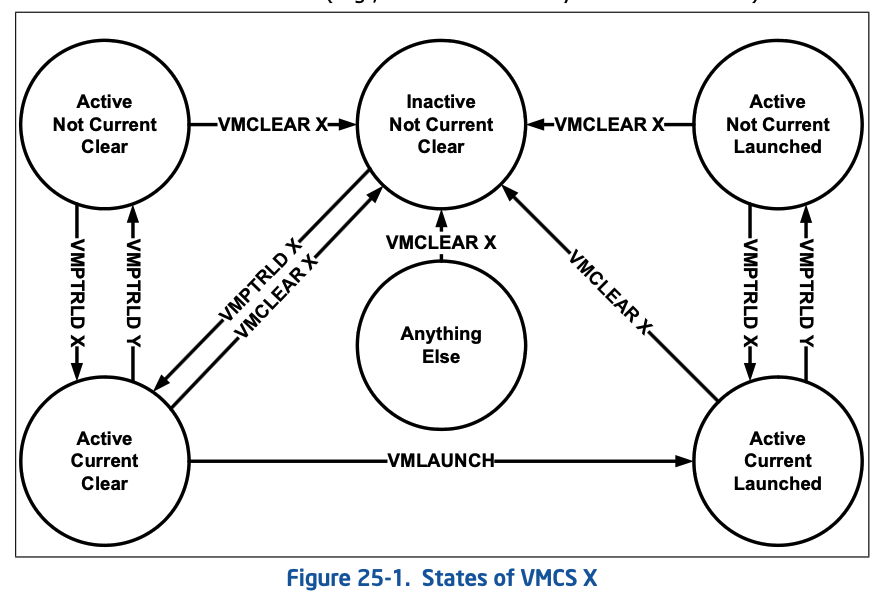 Active
Not Current
Clear
VMCLEAR X
Inactive
Not Current
Clear
VMCLEAR X
Active
Not Current
Launched
VMPTRLD X
VMPTRLD Y
VMPTRLD X
VMCLEAR X
VMCLEAR X
Anything
Else
VMCLEAR X
VMPTRLD X
VMPTRLD Y
Active
Current
Clear
VMLAUNCH
Active
Current
Launched
Figure 25-1. States of VMCS X